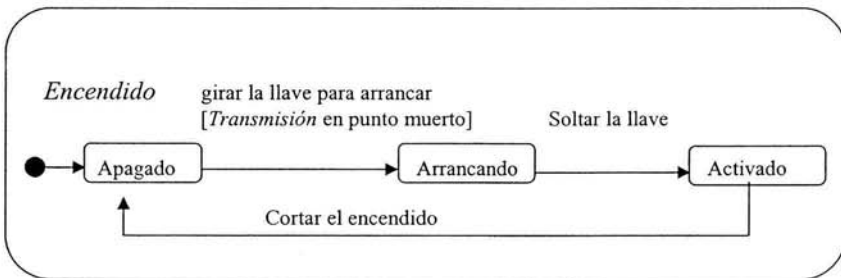 Encendido
girar la llave para arrancar
[Transmisión en punto muerto]
Soltar la llave
Apagado
Arrancando
Activado
Cortar el encendido